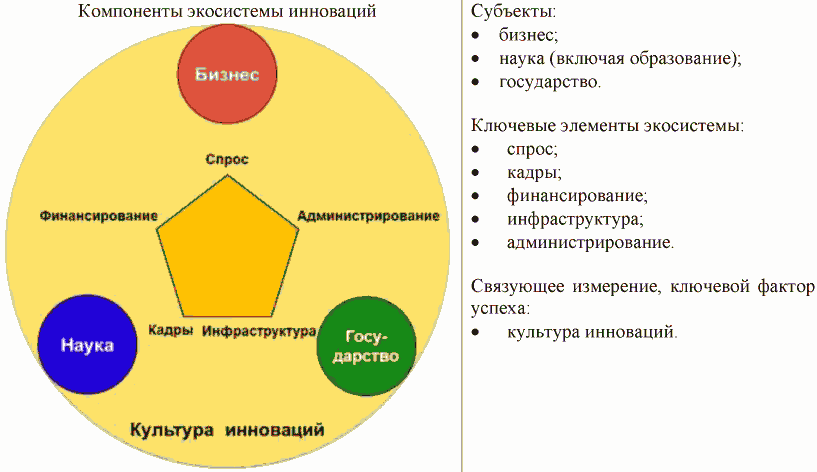 Компоненты экосистемы инноваций
Бизнес
Спрос
Финансирование
Администрирование
Кадры
Инфраструктура
Наука
Госу-
дарство
Культура инноваций
Субъекты:
• бизнес;
• наука (включая образование);
• государство.
Ключевые элементы экосистемы:
• спрос;
• кадры;
• финансирование;
• инфраструктура;
• администрирование.
Связующее измерение, ключевой фактор
успеха:
• культура инноваций.